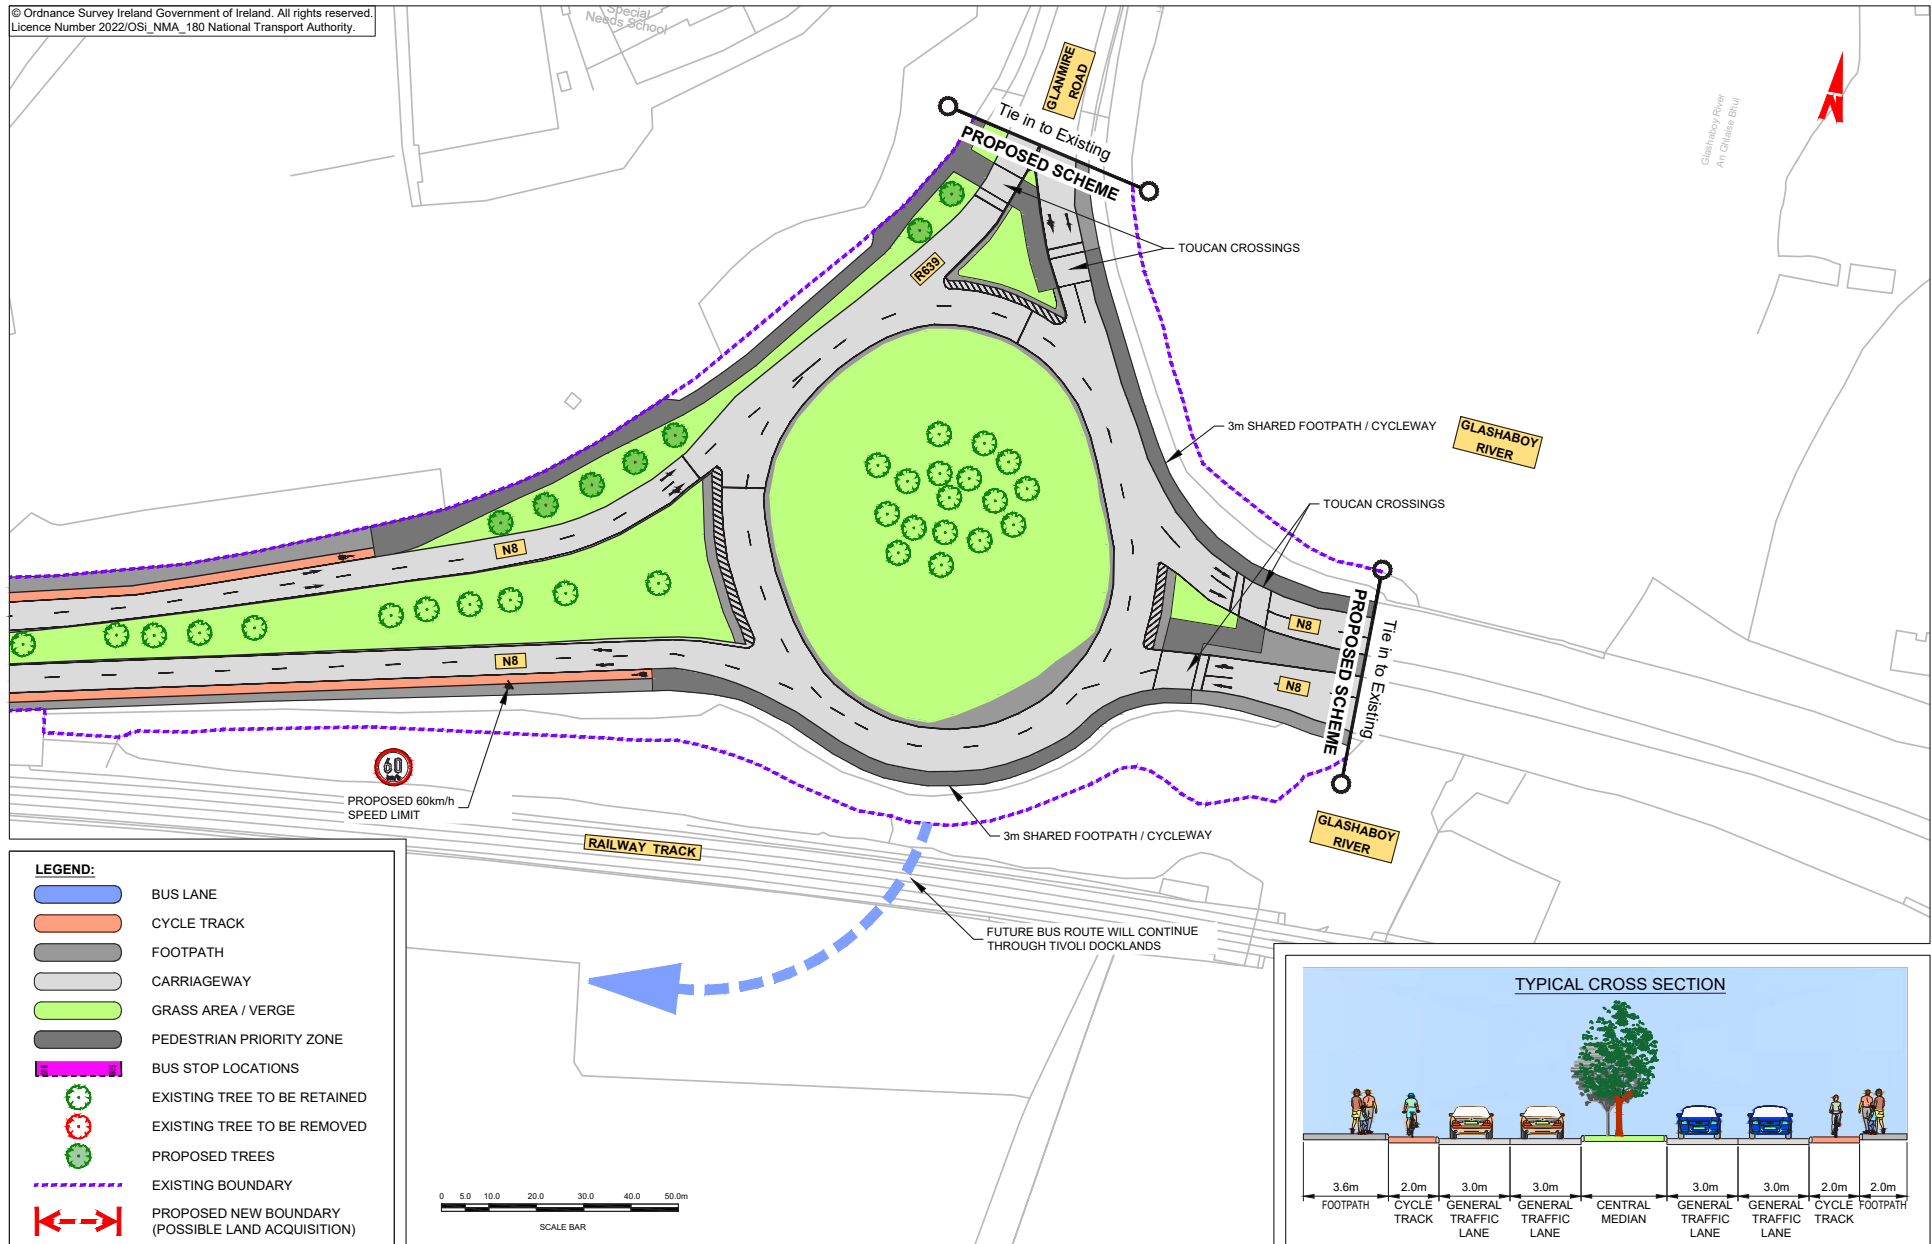 © Ordnance Survey Ireland Government of Ireland. All rights reserved.
Licence Number 2022/OSi_NMA_180 National Transport Authority.
Special
Needs School
GLANMIRE
ROAD
Tie in to Existing
PROPOSED SCHEME
Glashaboy River
An Ghlaise Bhuí
N
TOUCAN CROSSINGS
R639
3m SHARED FOOTPATH / CYCLEWAY
GLASHABOY
RIVER
TOUCAN CROSSINGS
N8
N8
N8
N8
PROPOSED SCHEME
Tie in to Existing
60
km/h
PROPOSED 60km/h
SPEED LIMIT
RAILWAY TRACK
3m SHARED FOOTPATH / CYCLEWAY
GLASHABOY
RIVER
FUTURE BUS ROUTE WILL CONTINUE
THROUGH TIVOLI DOCKLANDS
LEGEND:
BUS LANE
CYCLE TRACK
FOOTPATH
CARRIAGEWAY
GRASS AREA / VERGE
PEDESTRIAN PRIORITY ZONE
BUS STOP LOCATIONS
EXISTING TREE TO BE RETAINED
EXISTING TREE TO BE REMOVED
PROPOSED TREES
EXISTING BOUNDARY
PROPOSED NEW BOUNDARY
(POSSIBLE LAND ACQUISITION)
0 5.0 10.0 20.0 30.0 40.0 50.0m
SCALE BAR
TYPICAL CROSS SECTION
3.6m 2.0m 3.0m 3.0m 3.0m 3.0m 2.0m 2.0m
FOOTPATH CYCLE GENERAL GENERAL CENTRAL GENERAL GENERAL CYCLE FOOTPATH
TRACK TRAFFIC TRAFFIC MEDIAN TRAFFIC TRAFFIC TRACK
LANE LANE LANE LANE